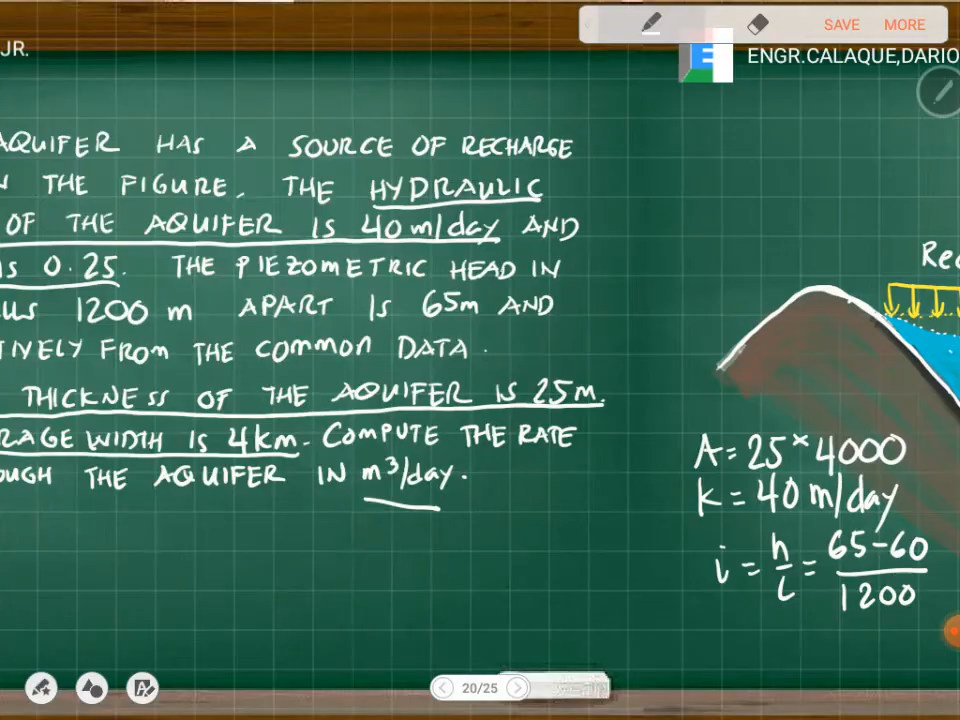 JR.
SAVE MORE
E ENGR.CALAQUE,DARIO
AQUIFER HAS A SOURCE OF RECHARGE
THE FIGURE. THE HYDRAULIC
OF THE AQUIFER IS 40 m/day AND
IS 0.25. THE PIEZOMETRIC HEAD IN
1200 m APART IS 65m AND
TIVELY FROM THE COMMON DATA.
THICKNESS OF THE AQUIFER IS 25m.
RAGE WIDTH IS 4 km. COMPUTE THE RATE
OUGH THE AQUIFER IN m³/day.
Rec
A = 25 x 4000
K = 40 m/day
i = h/L = 65-60/1200
20/25